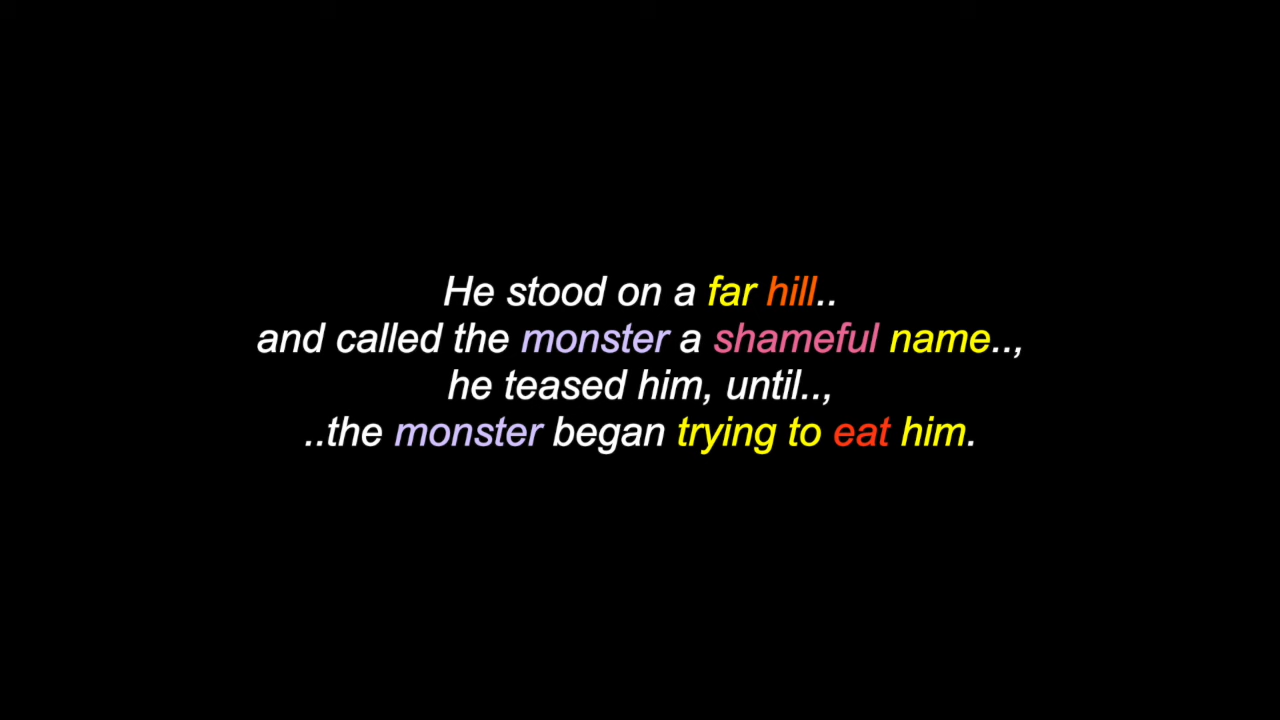 He stood on a far hill..
and called the monster a shameful name..,
he teased him, until..,
..the monster began trying to eat him.